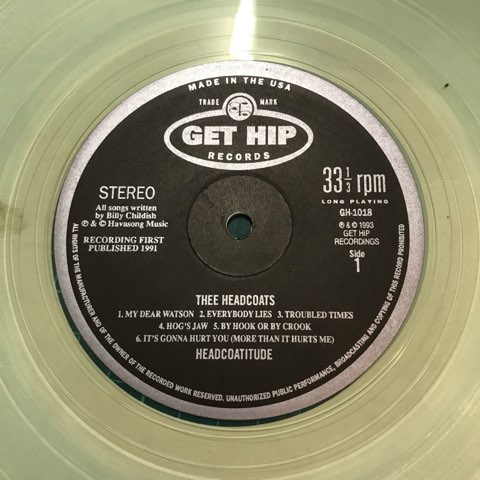 MADE IN THE USA
TRADE MARK
GET HIP
RECORDS
STEREO
All songs written
by Billy Childish
℗ & © Havasong Music
RECORDING FIRST
PUBLISHED 1991
33 1/3 rpm
LONG PLAYING
GH-1018
℗ & © 1993
GET HIP
RECORDINGS
Side
1
THEE HEADCOATS
1. MY DEAR WATSON 2. EVERYBODY LIES 3. TROUBLED TIMES
4. HOG'S JAW 5. BY HOOK OR BY CROOK
6. IT'S GONNA HURT YOU (MORE THAN IT HURTS ME)
HEADCOATITUDE
ALL RIGHTS OF THE MANUFACTURER AND OF THE OWNER OF THE RECORDED WORK RESERVED. UNAUTHORIZED PUBLIC PERFORMANCE, BROADCASTING AND COPYING OF THIS RECORD PROHIBITED